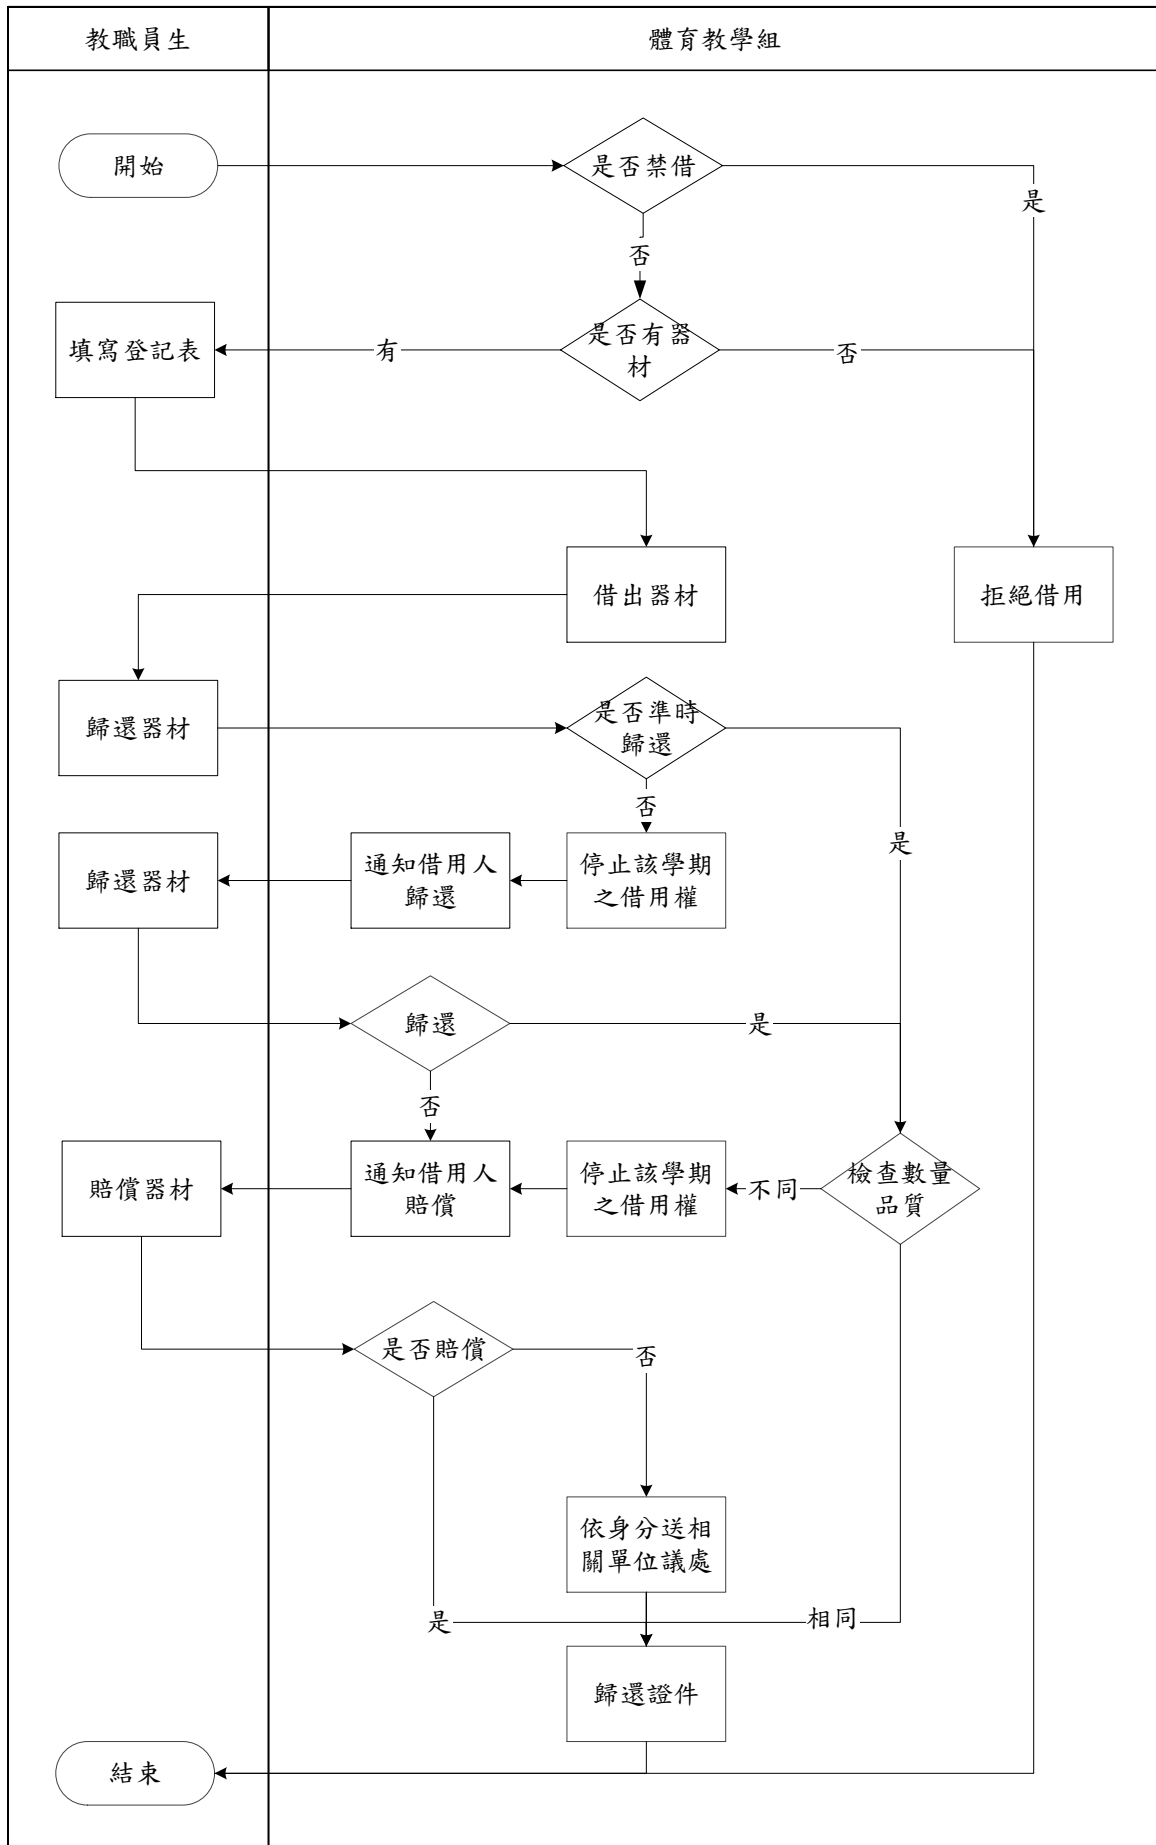 教職員生
體育教學組
開始
是否禁借
是
否
填寫登記表
有
是否有器
材
否
借出器材
拒絕借用
歸還器材
是否準時
歸還
否
是
歸還器材
通知借用人
歸還
停止該學期
之借用權
歸還
是
否
賠償器材
通知借用人
賠償
停止該學期
之借用權
不同
檢查數量
品質
是否賠償
否
依身分送相
關單位議處
是
相同
歸還證件
結束